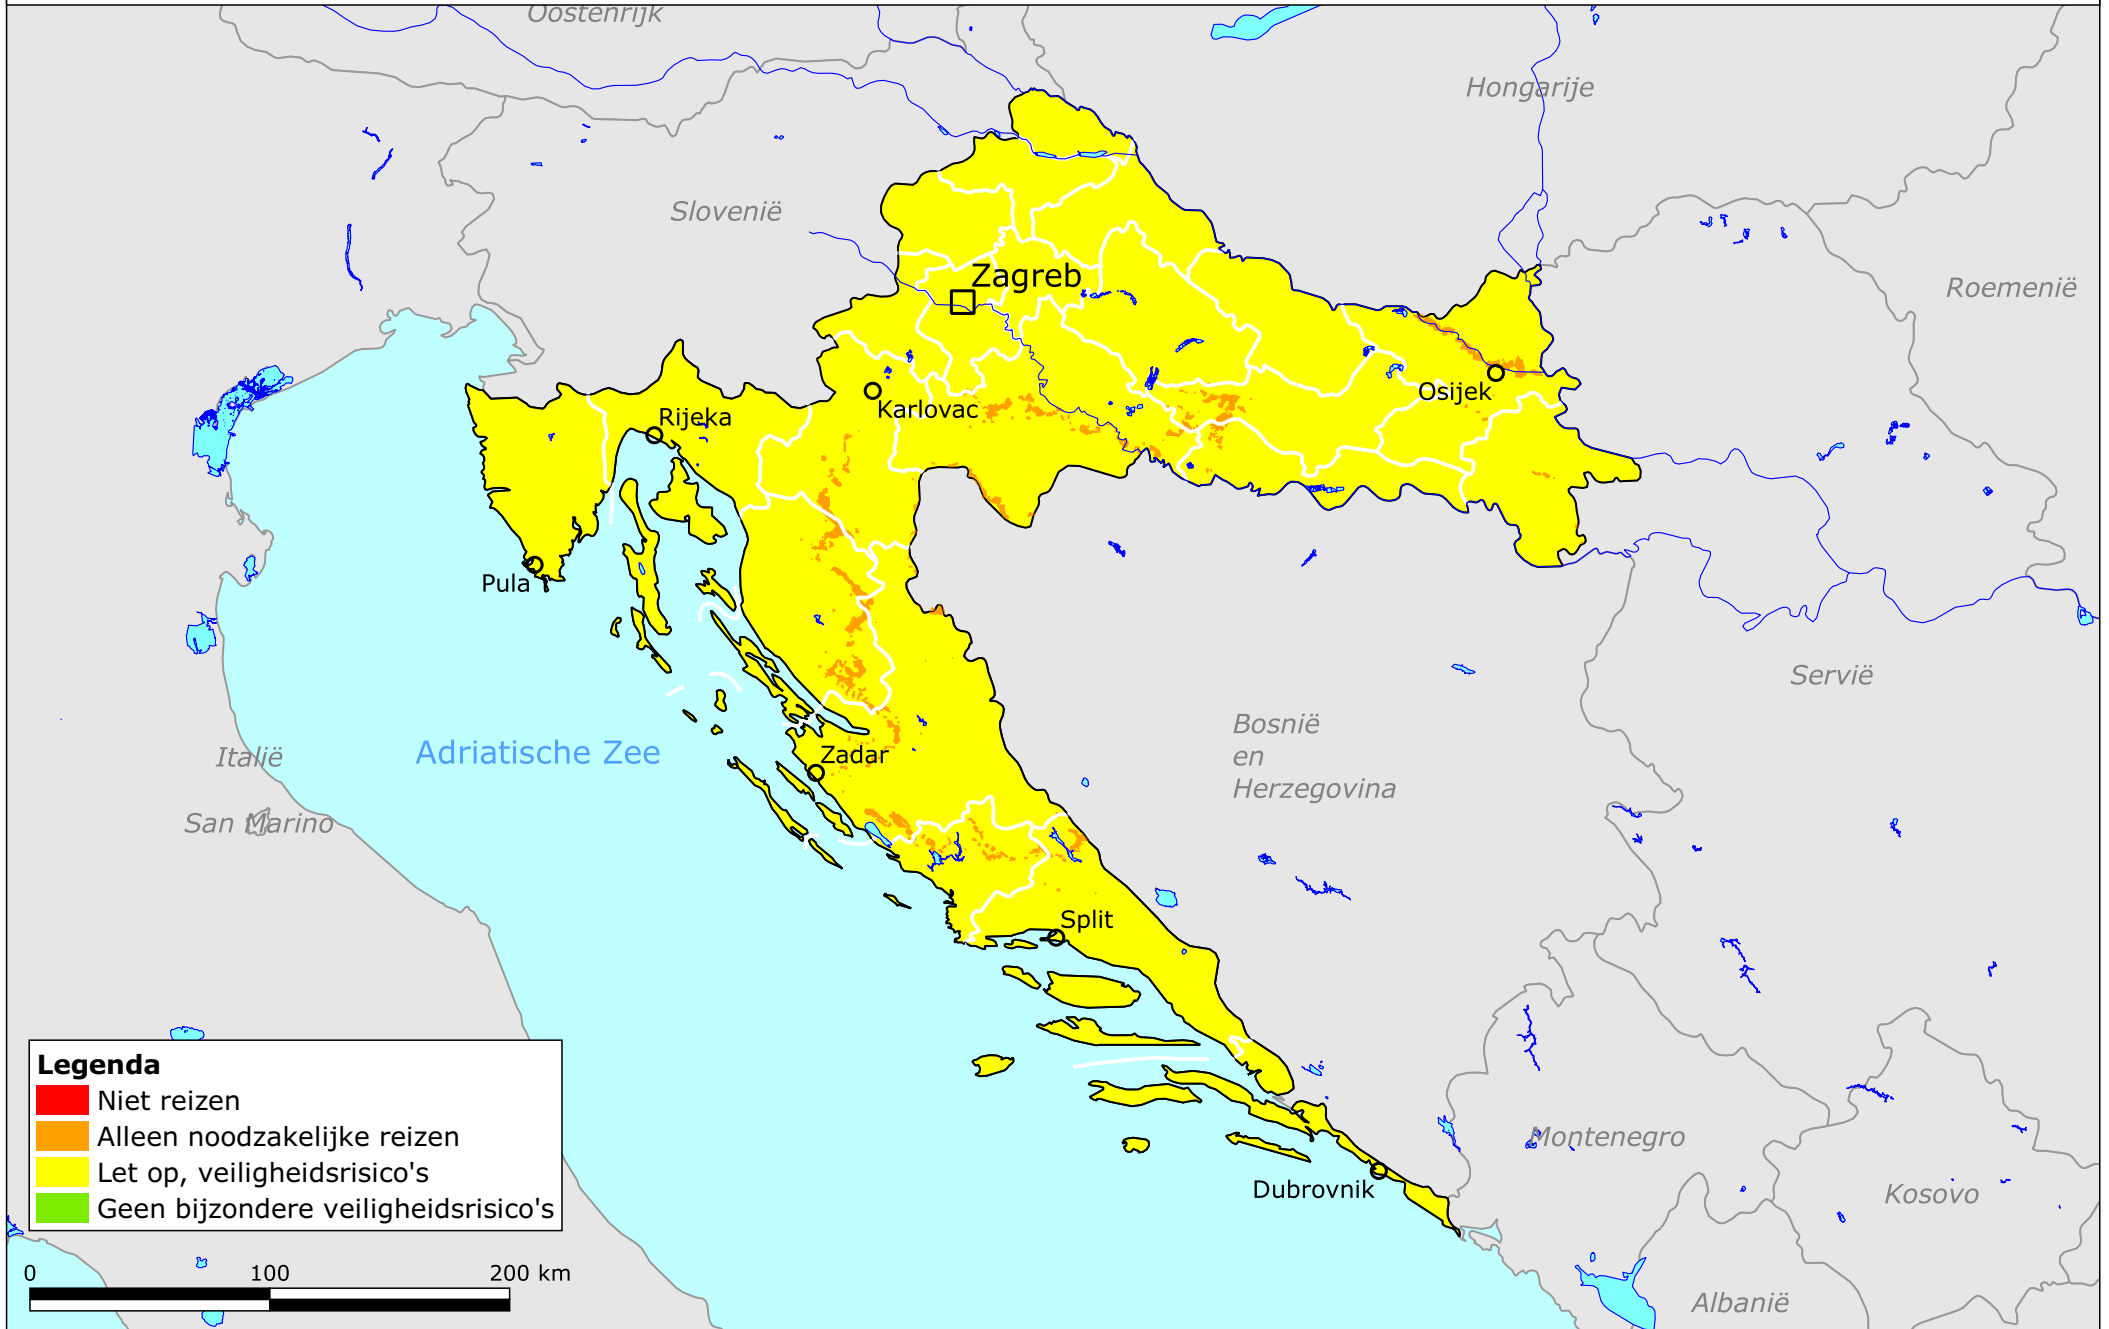 Oostenrijk
Hongarije
Slovenië
Zagreb
Roemenië
Osijek
Karlovac
Rijeka
Pula
Servië
Bosnië
en
Herzegovina
Italië
Adriatische Zee
Zadar
San Marino
Split
Montenegro
Dubrovnik
Kosovo
Albanië
Legenda
Niet reizen
Alleen noodzakelijke reizen
Let op, veiligheidsrisico's
Geen bijzondere veiligheidsrisico's
0 100 200 km